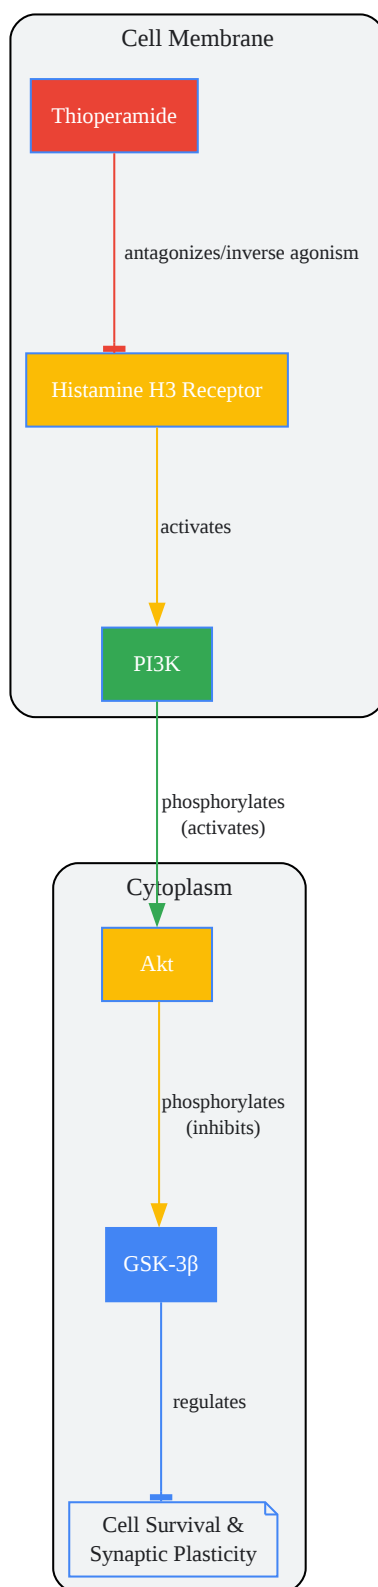 Cell Membrane
Thioperamide
antagonizes/inverse agonism
Histamine H3 Receptor
activates
PI3K
phosphorylates
(activates)
Cytoplasm
Akt
phosphorylates
(inhibits)
GSK-3β
regulates
Cell Survival &
Synaptic Plasticity